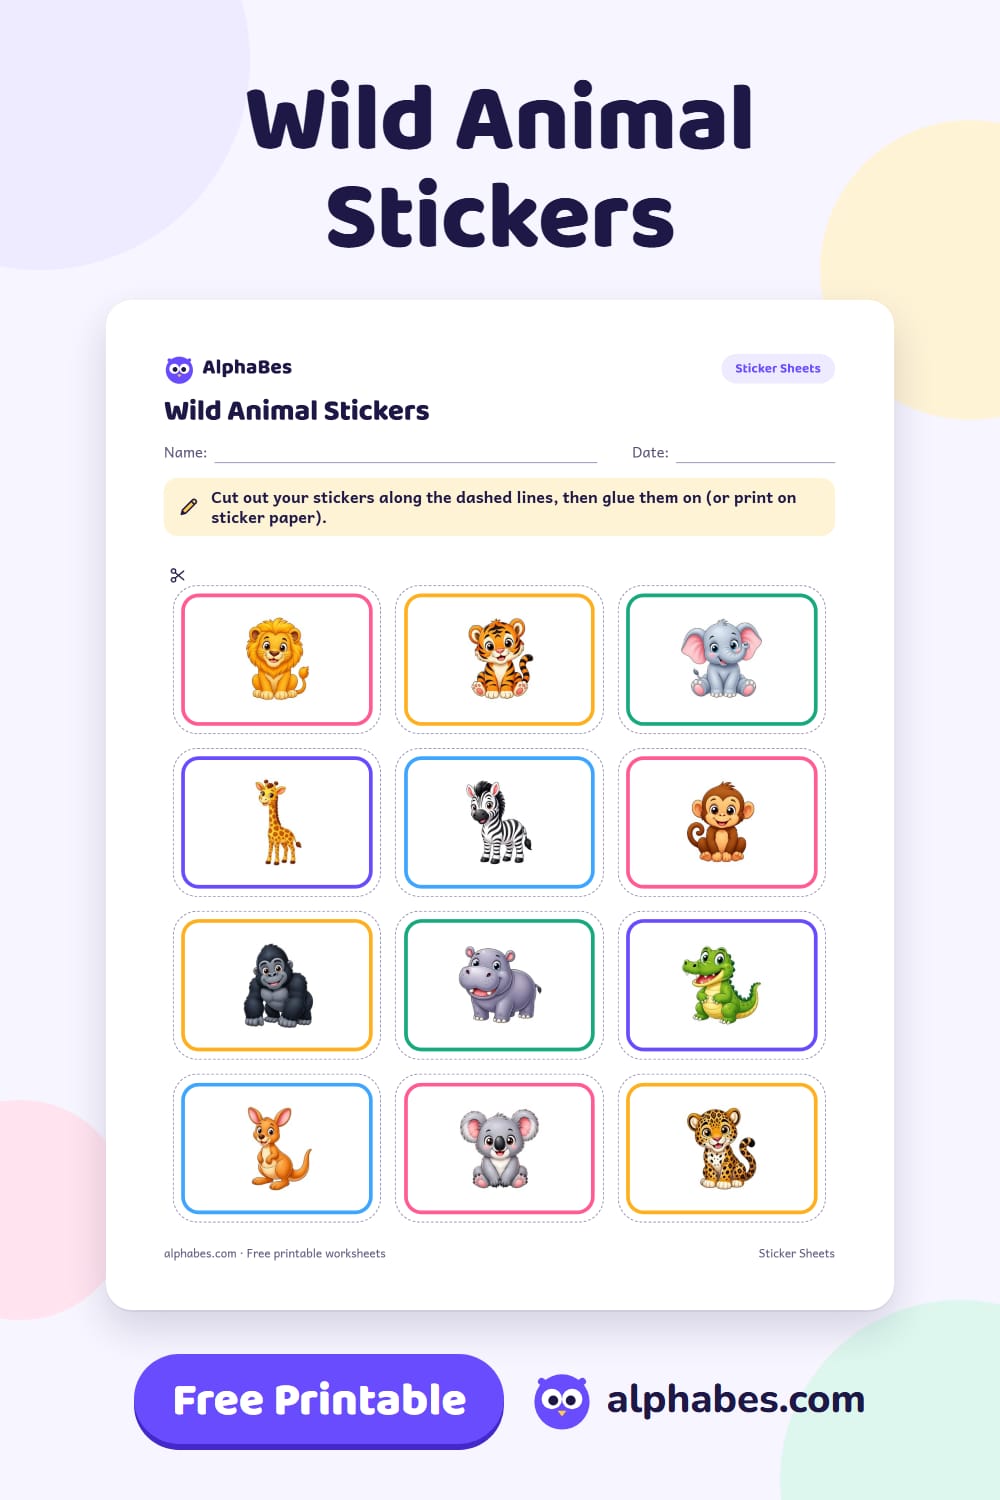 Wild Animal
Stickers
AlphaBes
Sticker Sheets
Wild Animal Stickers
Name:
Date:
Cut out your stickers along the dashed lines, then glue them on (or print on
sticker paper).
alphabes.com · Free printable worksheets
Sticker Sheets
Free Printable
alphabes.com